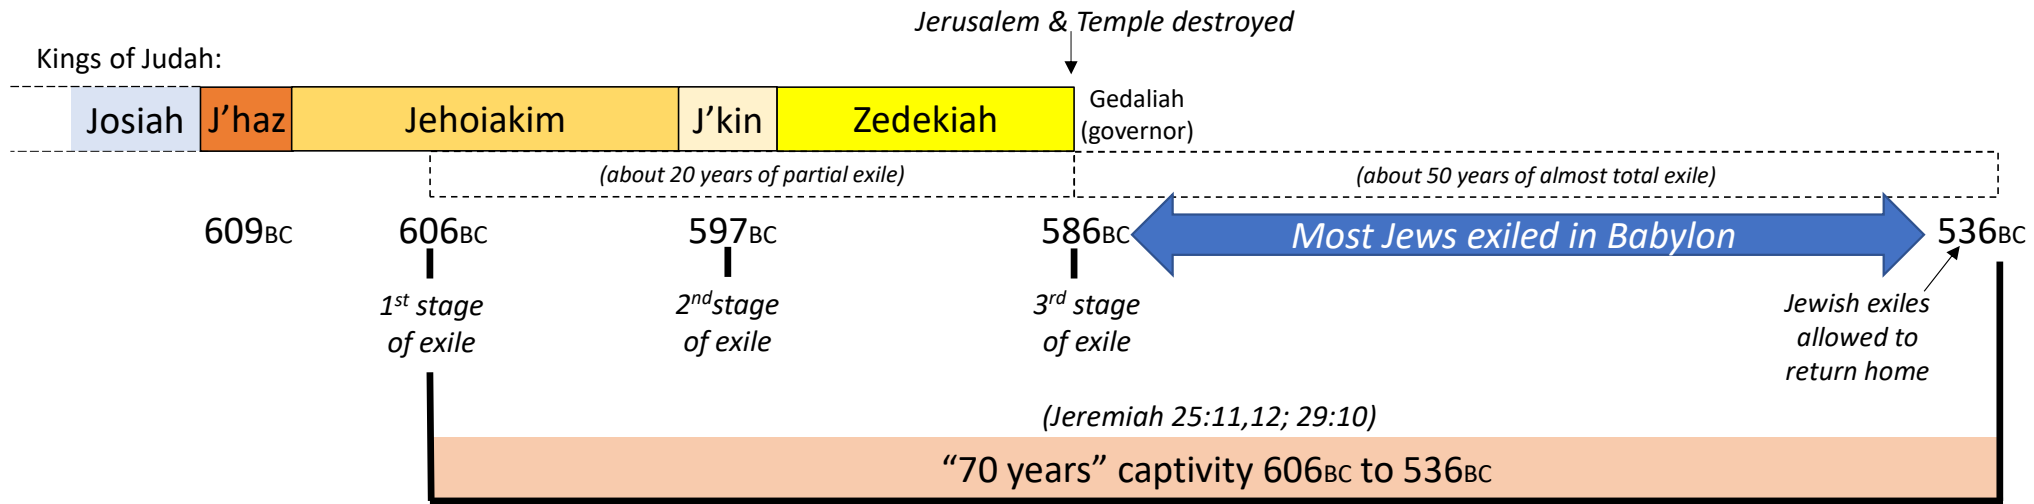 Jerusalem & Temple destroyed
Kings of Judah:
Josiah
J’haz
Jehoiakim
J’kin
Zedekiah
Gedaliah
(governor)
(about 20 years of partial exile)
(about 50 years of almost total exile)
609BC
606BC
597BC
586BC
Most Jews exiled in Babylon
536BC
1st stage
of exile
2nd stage
of exile
3rd stage
of exile
Jewish exiles
allowed to
return home
(Jeremiah 25:11,12; 29:10)
“70 years” captivity 606BC to 536BC